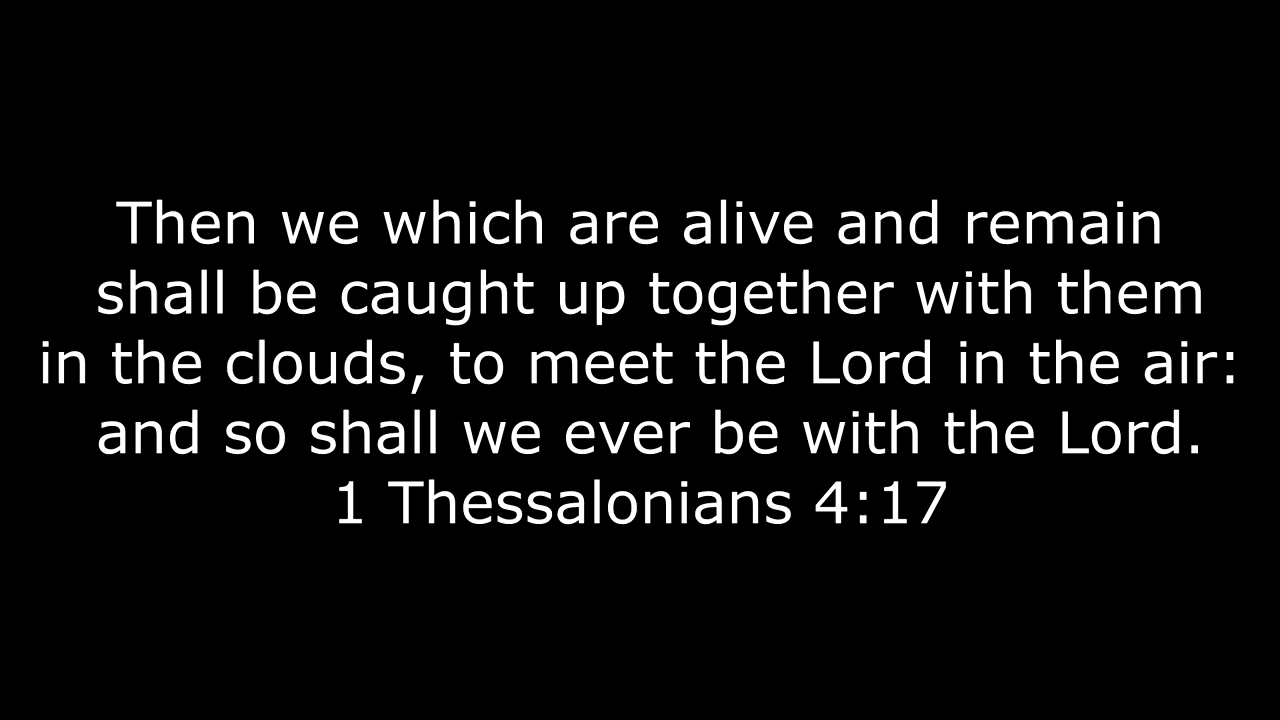 Then we which are alive and remain
shall be caught up together with them
in the clouds, to meet the Lord in the air:
and so shall we ever be with the Lord.
1 Thessalonians 4:17